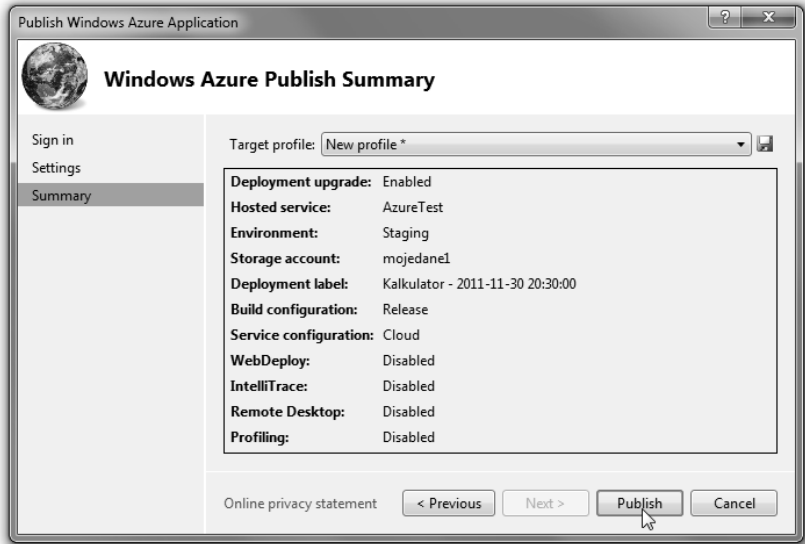 Publish Windows Azure Application
Windows Azure Publish Summary
Sign in
Settings
Summary
Target profile: New profile *
Deployment upgrade: Enabled
Hosted service: AzureTest
Environment: Staging
Storage account: mojedane1
Deployment label: Kalkulator - 2011-11-30 20:30:00
Build configuration: Release
Service configuration: Cloud
WebDeploy: Disabled
IntelliTrace: Disabled
Remote Desktop: Disabled
Profiling: Disabled
Online privacy statement
< Previous
Next >
Publish
Cancel